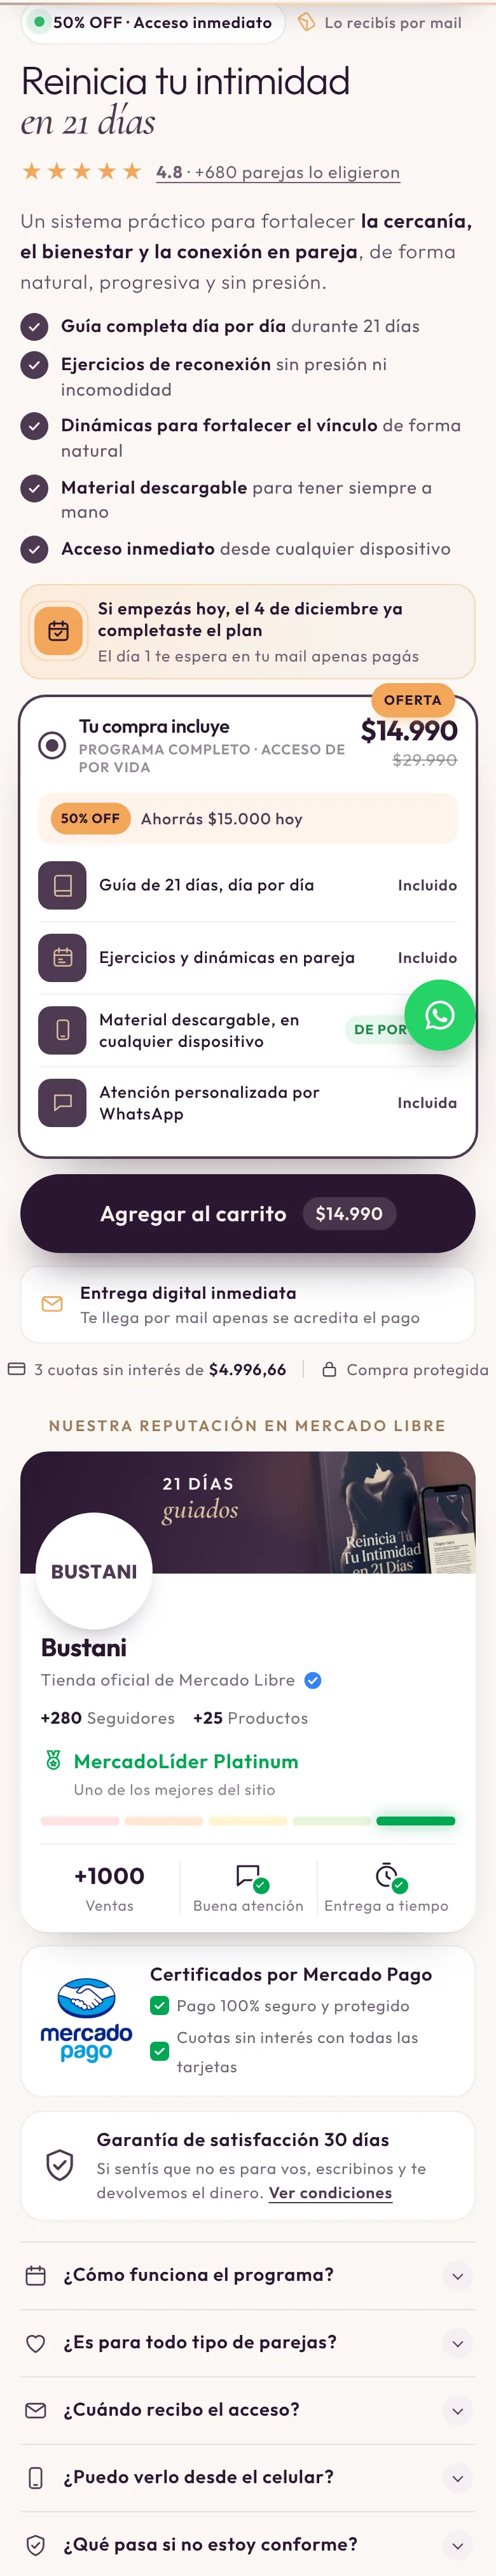 50% OFF · Acceso inmediato
Lo recibís por mail
Reinicia tu intimidad
en 21 días
4.8 · +680 parejas lo eligieron
Un sistema práctico para fortalecer la cercanía,
el bienestar y la conexión en pareja, de forma
natural, progresiva y sin presión.
Guía completa día por día durante 21 días
Ejercicios de reconexión sin presión ni
incomodidad
Dinámicas para fortalecer el vínculo de forma
natural
Material descargable para tener siempre a
mano
Acceso inmediato desde cualquier dispositivo
Si empezás hoy, el 4 de diciembre ya
completaste el plan
El día 1 te espera en tu mail apenas pagás
OFERTA
Tu compra incluye
$14.990
PROGRAMA COMPLETO · ACCESO DE
POR VIDA
$29.990
50% OFF
Ahorrás $15.000 hoy
Guía de 21 días, día por día
Incluido
Ejercicios y dinámicas en pareja
Incluido
Material descargable, en
cualquier dispositivo
DE POR
Atención personalizada por
WhatsApp
Incluida
Agregar al carrito
$14.990
Entrega digital inmediata
Te llega por mail apenas se acredita el pago
3 cuotas sin interés de $4.996,66
Compra protegida
NUESTRA REPUTACIÓN EN MERCADO LIBRE
21 DÍAS
guiados
Reinicia Tu
Tu Intimidad
en 21 Días
BUSTANI
Bustani
Tienda oficial de Mercado Libre
+280 Seguidores +25 Productos
MercadoLíder Platinum
Uno de los mejores del sitio
+1000
Ventas
Buena atención
Entrega a tiempo
mercado
pago
Certificados por Mercado Pago
Pago 100% seguro y protegido
Cuotas sin interés con todas las
tarjetas
Garantía de satisfacción 30 días
Si sentís que no es para vos, escribinos y te
devolvemos el dinero. Ver condiciones
¿Cómo funciona el programa?
¿Es para todo tipo de parejas?
¿Cuándo recibo el acceso?
¿Puedo verlo desde el celular?
¿Qué pasa si no estoy conforme?